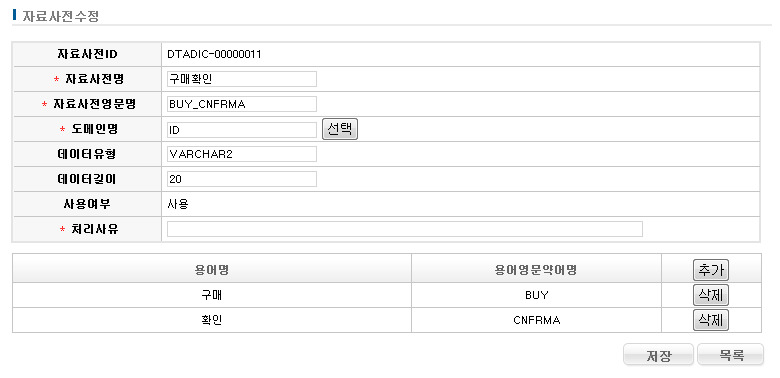 자료사전수정
자료사전ID DTADIC-00000011
* 자료사전명 구매확인
* 자료사전영문명 BUY_CNFRMA
* 도메인명 ID 선택
데이터유형 VARCHAR2
데이터길이 20
사용여부 사용
* 처리사유
용어명 용어영문약어명 추가
구매 BUY 삭제
확인 CNFRMA 삭제
저장 목록